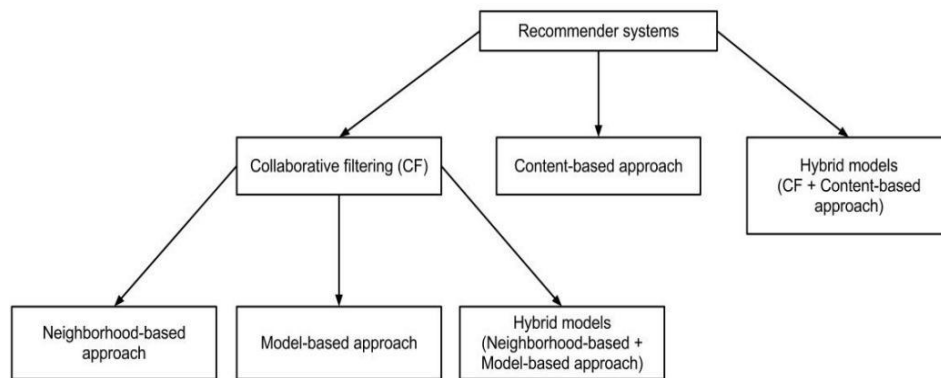 Recommender systems
Collaborative filtering (CF)
Content-based approach
Hybrid models
(CF + Content-based
approach)
Neighborhood-based
approach
Model-based approach
Hybrid models
(Neighborhood-based +
Model-based approach)